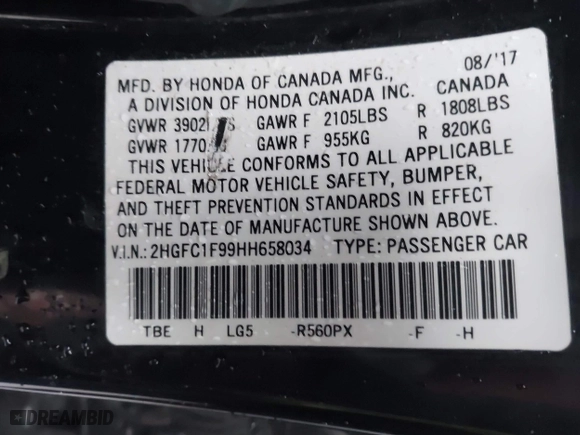 08/'17
MFD. BY HONDA OF CANADA MFG.,
A DIVISION OF HONDA CANADA INC. CANADA
GVWR GAWR F 2105LBS R 1808LBS
GVWR GAWR F 955KG R 820KG
THIS VEHICLE CONFORMS TO ALL APPLICABLE
FEDERAL MOTOR VEHICLE SAFETY, BUMPER,
AND THEFT PREVENTION STANDARDS IN EFFECT
ON THE DATE OF MANUFACTURE SHOWN ABOVE.
V.I.N.:2HGFC1F99HH658034 TYPE: PASSENGER CAR
TBE H LG5 -R560PX -F -H
DREAMBID